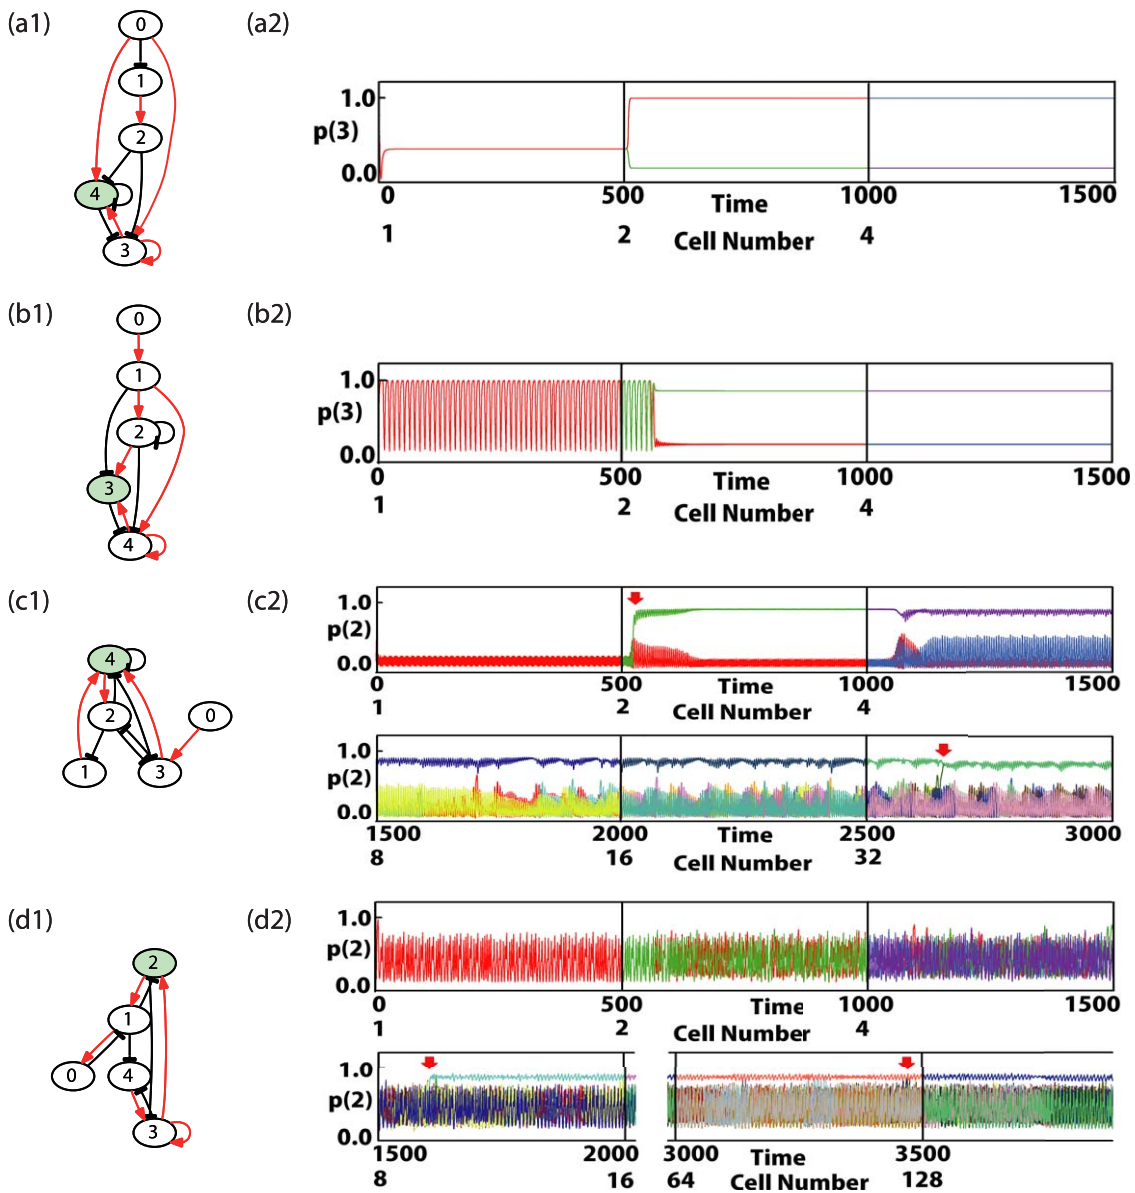 (a1)
0
1
2
4
3
(a2)
1.0
p(3)
0.0
0 500 1000 1500
Time
1 2 4
Cell Number
(b1)
0
1
2
3
4
(b2)
1.0
p(3)
0.0
0 500 1000 1500
Time
1 2 4
Cell Number
(c1)
4
2 0
1 3
(c2)
1.0
p(2)
0.0
0 500 1000 1500
Time
1 2 4
Cell Number
1.0
p(2)
0.0
1500 2000 2500 3000
Time
8 16 32
Cell Number
(d1)
2
1
0 4
3
(d2)
1.0
p(2)
0.0
0 500 1000 1500
Time
1 2 4
Cell Number
1.0
p(2)
0.0
1500 2000 3000 3500
Time
8 16 64 128
Cell Number